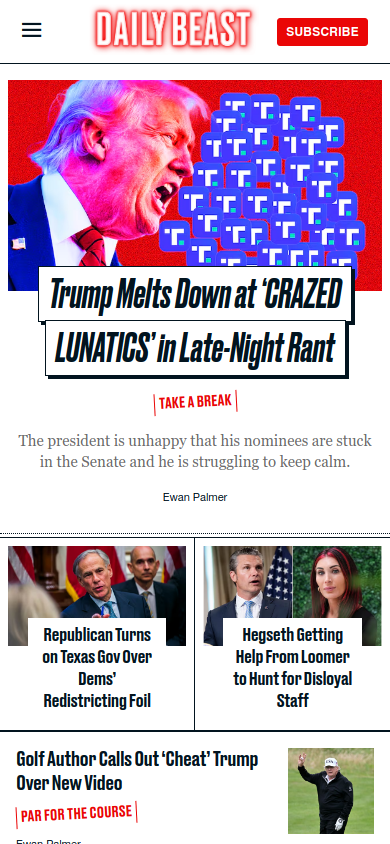 DAILY BEAST
SUBSCRIBE
Trump Melts Down at ‘CRAZED
LUNATICS’ in Late-Night Rant
TAKE A BREAK
The president is unhappy that his nominees are stuck
in the Senate and he is struggling to keep calm.
Ewan Palmer
Republican Turns
on Texas Gov Over
Dems’
Redistricting Foil
Hegseth Getting
Help From Loomer
to Hunt for Disloyal
Staff
Golf Author Calls Out ‘Cheat’ Trump
Over New Video
PAR FOR THE COURSE
Ewan Palmer